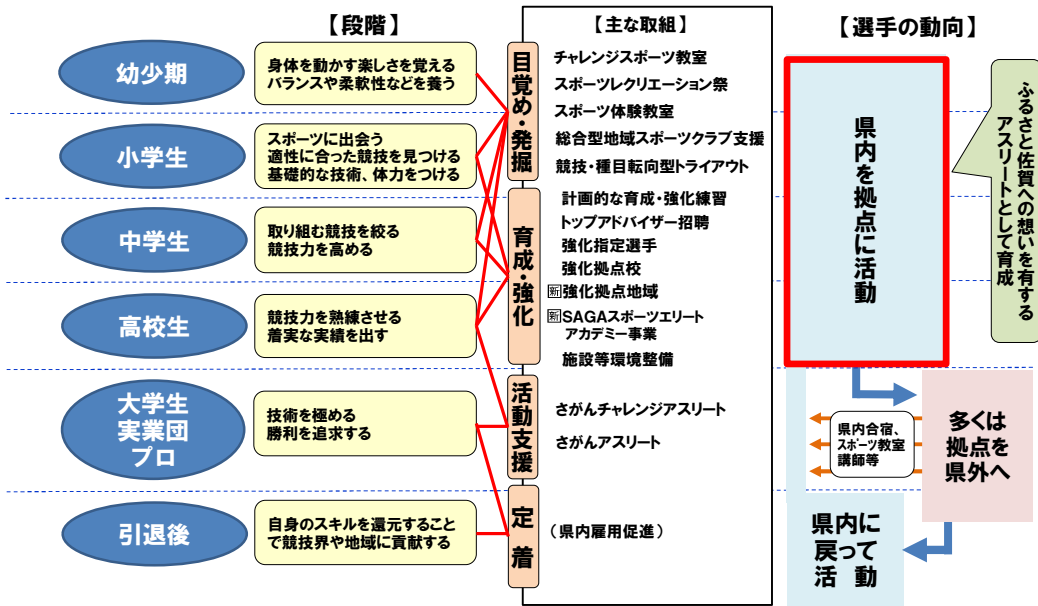 【段階】
【主な取組】
【選手の動向】
幼少期
身体を動かす楽しさを覚える
バランスや柔軟性などを養う
小学生
スポーツに出会う
適性に合った競技を見つける
基礎的な技術、体力をつける
中学生
取り組む競技を絞る
競技力を高める
高校生
競技力を熟練させる
着実な実績を出す
大学生
実業団
プロ
技術を極める
勝利を追求する
引退後
自身のスキルを還元すること
で競技界や地域に貢献する
目覚め・発掘
チャレンジスポーツ教室
スポーツレクリエーション祭
スポーツ体験教室
総合型地域スポーツクラブ支援
競技・種目転向型トライアウト
育成・強化
計画的な育成・強化練習
トップアドバイザー招聘
強化指定選手
強化拠点校
新強化拠点地域
新SAGAスポーツエリート
アカデミー事業
施設等環境整備
活動支援
さがんチャレンジアスリート
さがんアスリート
定着
（県内雇用促進）
県内を拠点に活動
ふるさと佐賀への想いを有する
アスリートとして育成
県内合宿、
スポーツ教室
講師等
多くは
拠点を
県外へ
県内に
戻って
活 動